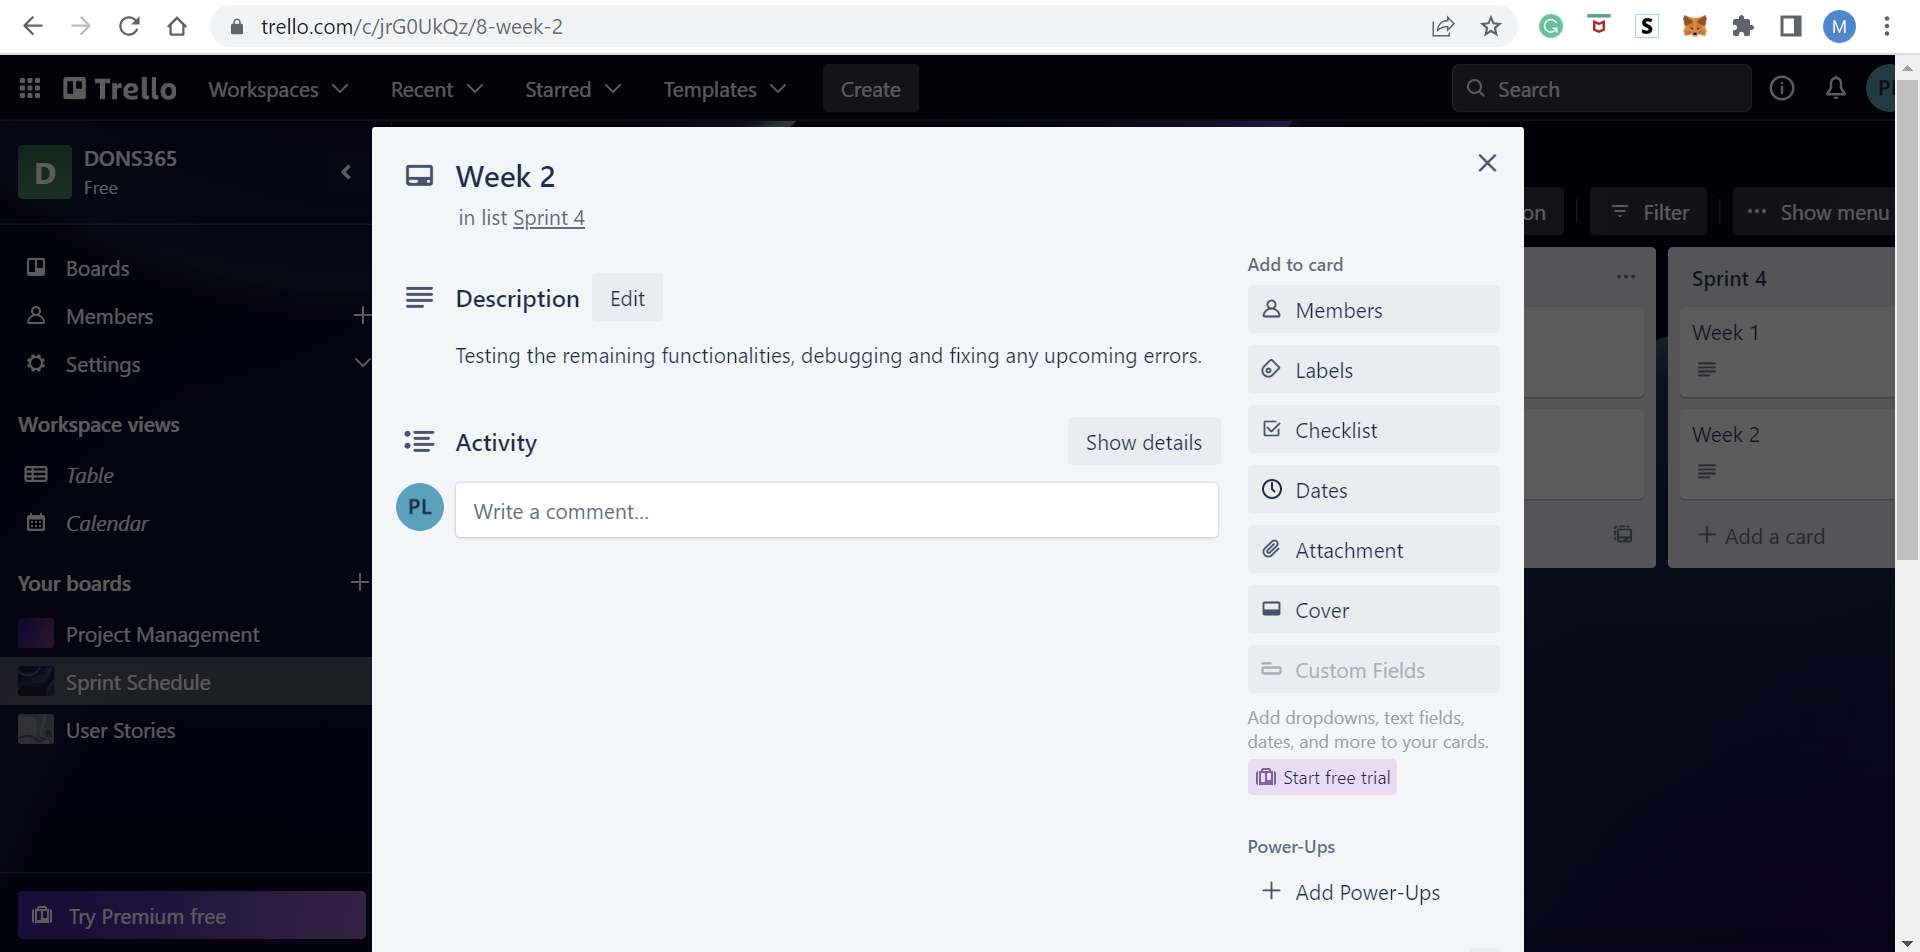 trello.com/c/jrG0UkQz/8-week-2
M
Trello
Workspaces
Recent
Starred
Templates
Create
Search
D
DONS365
Free
Boards
Members
Settings
Workspace views
Table
Calendar
Your boards
Project Management
Sprint Schedule
User Stories
Try Premium free
Week 2
in list Sprint 4
Description
Edit
Testing the remaining functionalities, debugging and fixing any upcoming errors.
Activity
Show details
PL
Write a comment...
Add to card
Members
Labels
Checklist
Dates
Attachment
Cover
Custom Fields
Add dropdowns, text fields,
dates, and more to your cards.
Start free trial
Power-Ups
Add Power-Ups
Filter
Show menu
Sprint 4
Week 1
Week 2
Add a card